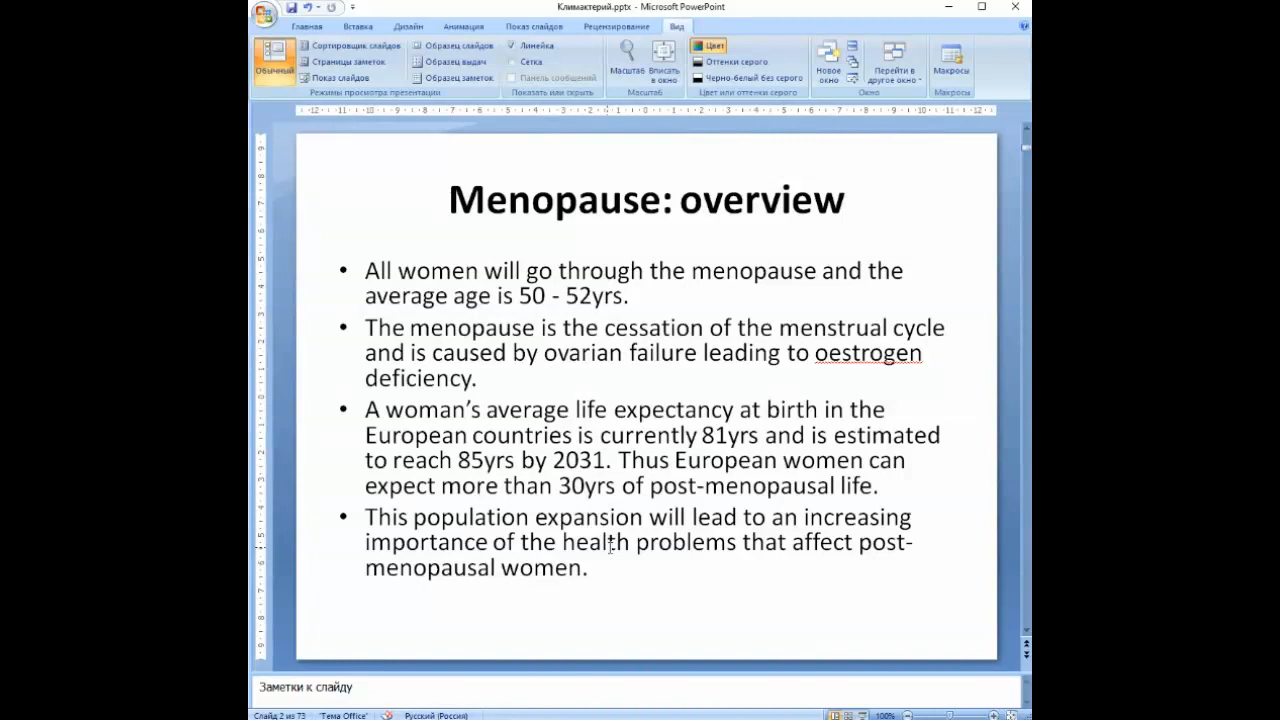 Климактерий.pptx - Microsoft PowerPoint
Главная Вставка Дизайн Анимация Показ слайдов Рецензирование Вид
Обычный
Сортировщик слайдов
Страницы заметок
Показ слайдов
Образец слайдов
Образец выдач
Образец заметок
Режимы просмотра презентации
Линейка
Сетка
Панель сообщений
Показать или скрыть
Масштаб
Вписать
в окно
Масштаб
Цвет
Оттенки серого
Черно-белый без серого
Цвет или оттенки серого
Новое
окно
Перейти в
другое окно
Окно
Макросы
Макросы
Menopause: overview
• All women will go through the menopause and the
average age is 50 - 52yrs.
• The menopause is the cessation of the menstrual cycle
and is caused by ovarian failure leading to oestrogen
deficiency.
• A woman’s average life expectancy at birth in the
European countries is currently 81yrs and is estimated
to reach 85yrs by 2031. Thus European women can
expect more than 30yrs of post-menopausal life.
• This population expansion will lead to an increasing
importance of the health problems that affect post-
menopausal women.
Заметки к слайду
Слайд 2 из 73 "Тема Office" Русский (Россия) 100%